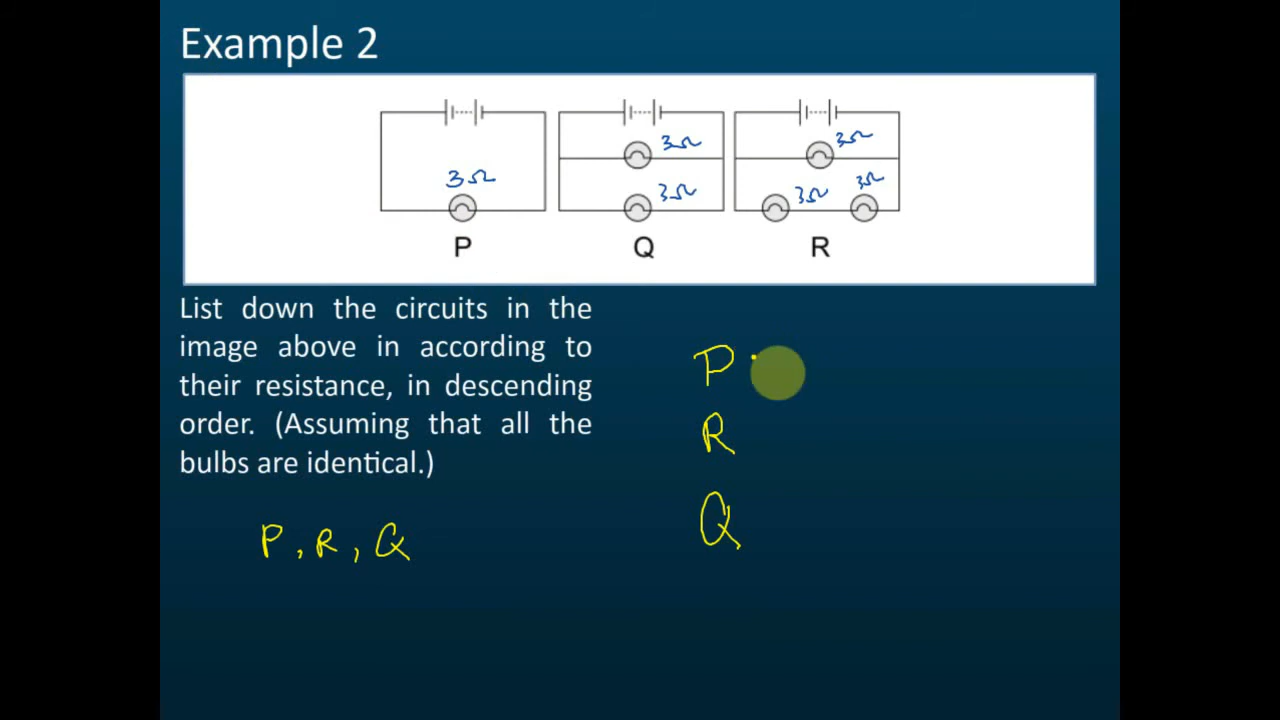 Example 2
3Ω
3Ω
3Ω
3Ω
3Ω
3Ω
P
Q
R
List down the circuits in the
image above in according to
their resistance, in descending
order. (Assuming that all the
bulbs are identical.)
P, R, Q
P
R
Q